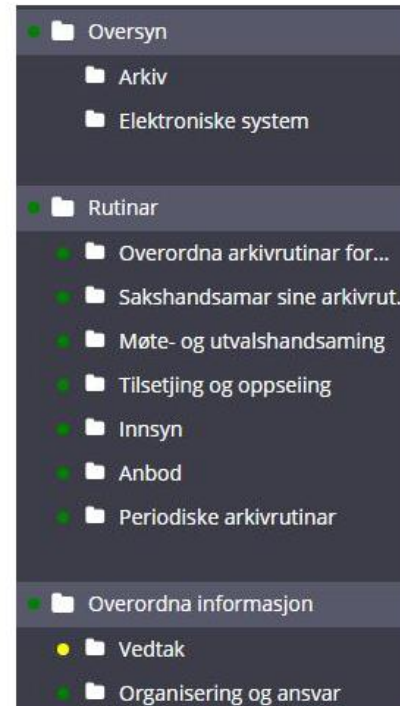 Oversyn
Arkiv
Elektroniske system
Rutinar
Overordna arkivrutinar for...
Sakshandsamar sine arkivrut.
Møte- og utvalshandsaming
Tilsetjing og oppseiing
Innsyn
Anbod
Periodiske arkivrutinar
Overordna informasjon
Vedtak
Organisering og ansvar